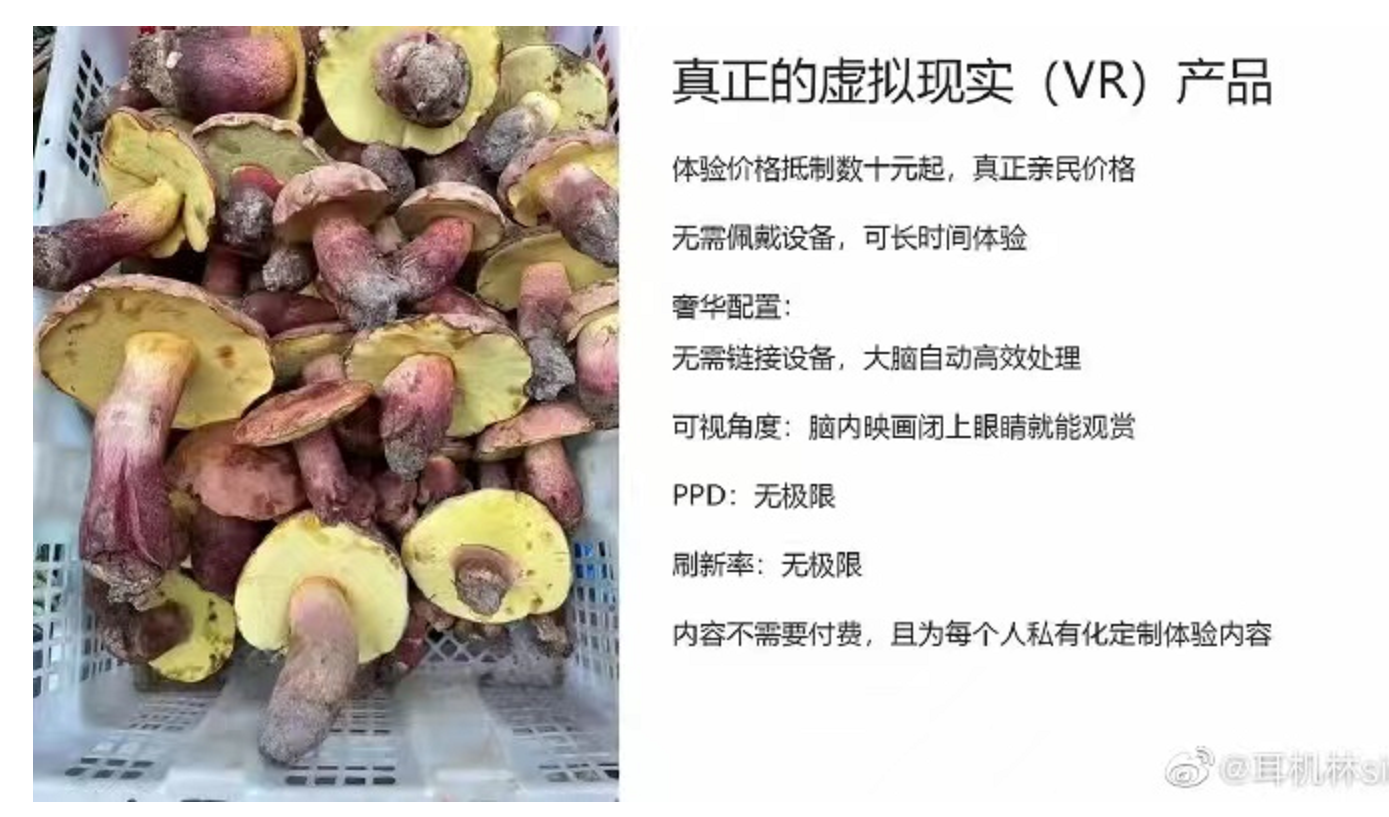 真正的虚拟现实（VR）产品
体验价格抵制数十元起，真正亲民价格
无需佩戴设备，可长时间体验
奢华配置：
无需链接设备，大脑自动高效处理
可视角度：脑内映画闭上眼睛就能观赏
PPD：无极限
刷新率：无极限
内容不需要付费，且为每个人私有化定制体验内容
@耳机林si